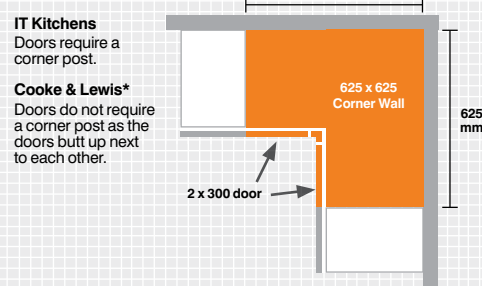 IT Kitchens
Doors require a
corner post.
Cooke & Lewis*
Doors do not require
a corner post as the
doors butt up next
to each other.
625 x 625
Corner Wall
625
mm
2 x 300 door